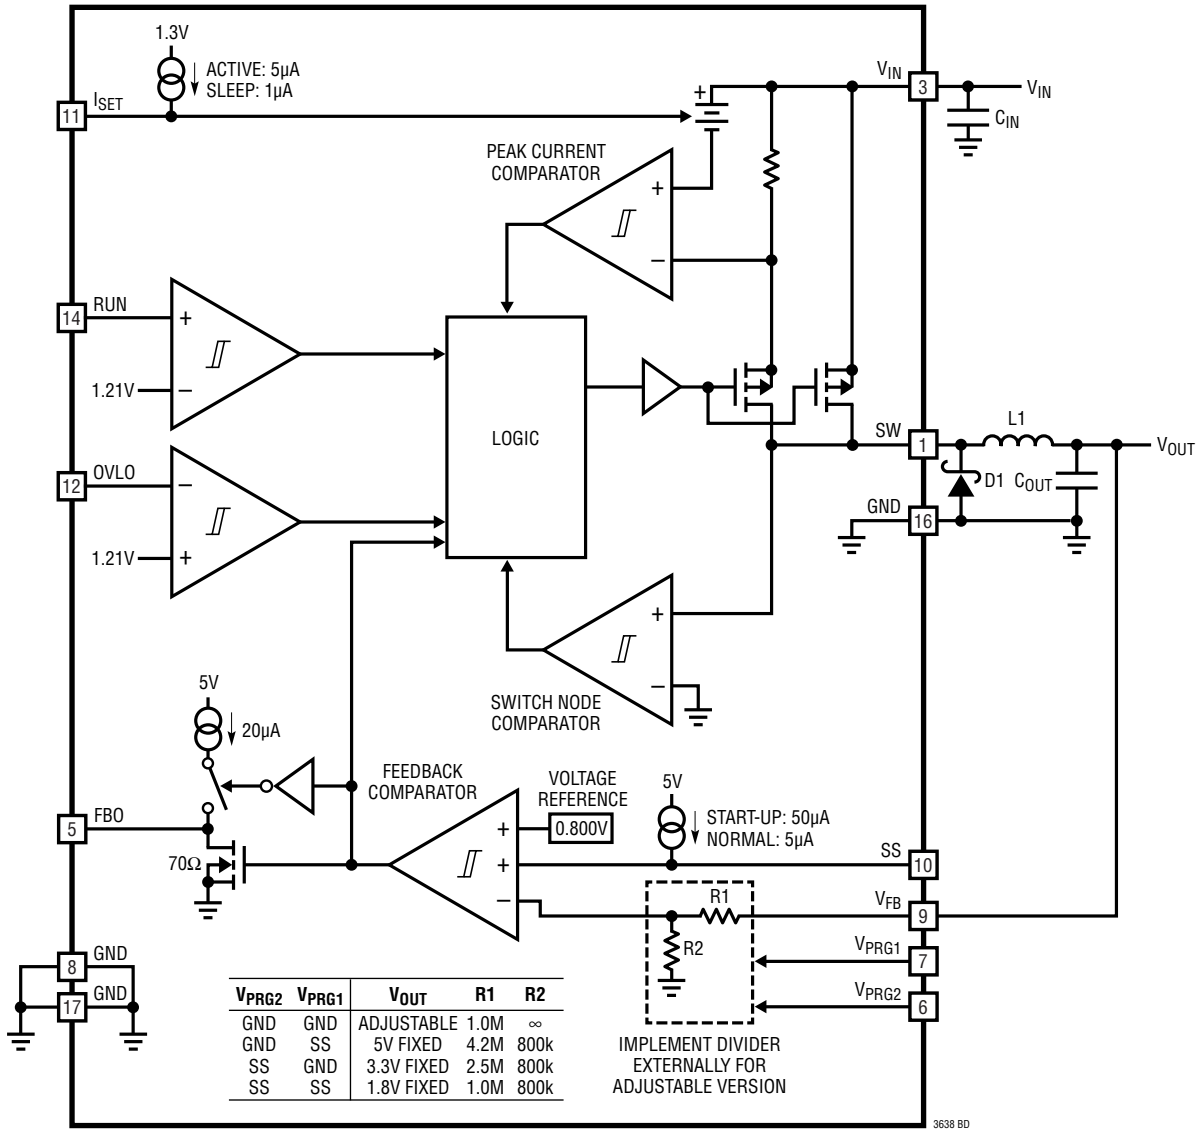 1.3V
ACTIVE: 5µA
SLEEP: 1µA
11
ISET
+
VIN
3
VIN
CIN
PEAK CURRENT
COMPARATOR
+
–
RUN
14
+
1.21V
–
LOGIC
OVLO
12
–
1.21V
+
SW
1
L1
VOUT
D1
COUT
GND
16
+
–
SWITCH NODE
COMPARATOR
5V
20µA
FEEDBACK
COMPARATOR
VOLTAGE
REFERENCE
0.800V
5V
START-UP: 50µA
NORMAL: 5µA
FBO
5
70Ω
+
+
–
SS
10
R1
VFB
9
R2
VPRG1
7
VPRG2
6
GND
8
GND
17
VPRG2 VPRG1 VOUT R1 R2
GND GND ADJUSTABLE 1.0M ∞
GND SS 5V FIXED 4.2M 800k
SS GND 3.3V FIXED 2.5M 800k
SS SS 1.8V FIXED 1.0M 800k
IMPLEMENT DIVIDER
EXTERNALLY FOR
ADJUSTABLE VERSION
3638 BD